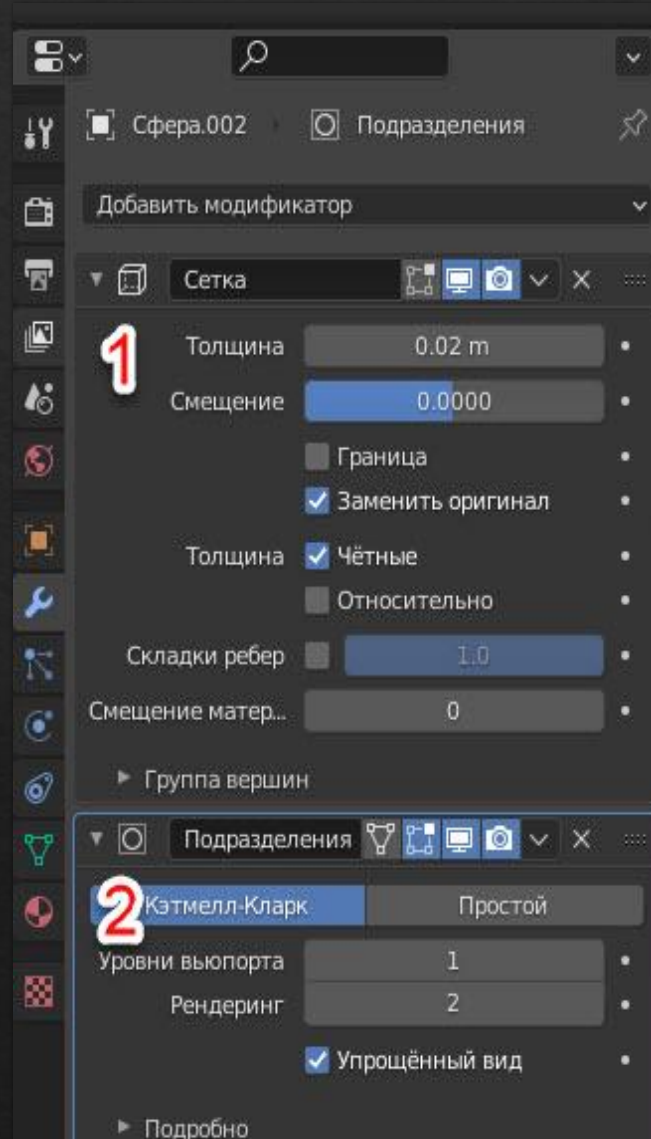 Сфера.002 Подразделения
Добавить модификатор
Сетка
1
Толщина 0.02 m
Смещение 0.0000
Граница
Заменить оригинал
Толщина Чётные
Относительно
Складки ребер 1.0
Смещение матер... 0
Группа вершин
Подразделения
2
Кэтмелл-Кларк Простой
Уровни вьюпорта 1
Рендеринг 2
Упрощённый вид
Подробно